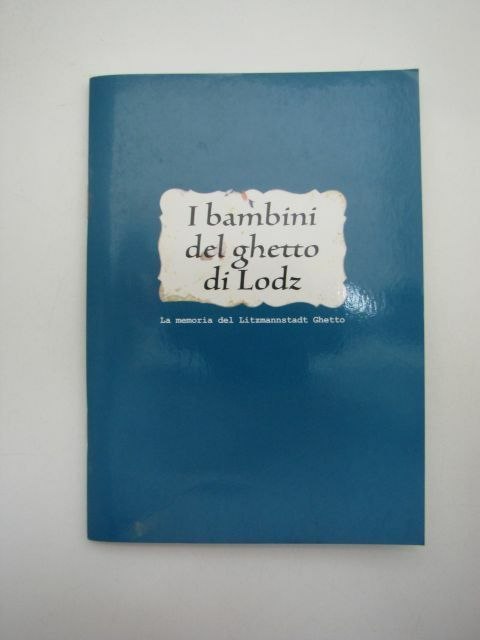 I bambini
del ghetto
di Lodz
La memoria del Litzmannstadt Ghetto